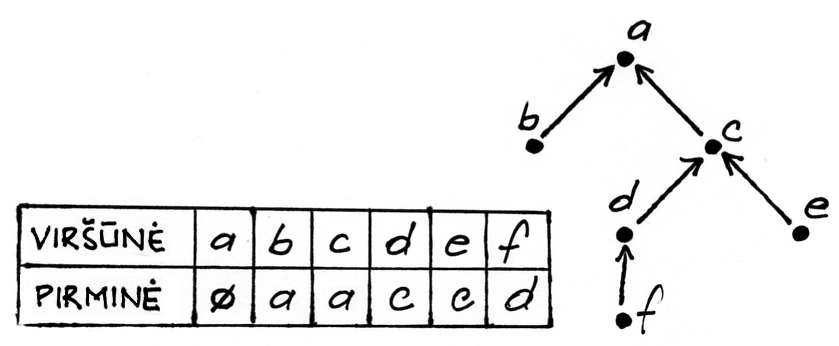 a
b c
d e
f
VIRŠŪNĖ a b c d e f
PIRMINĖ ø a a c c d